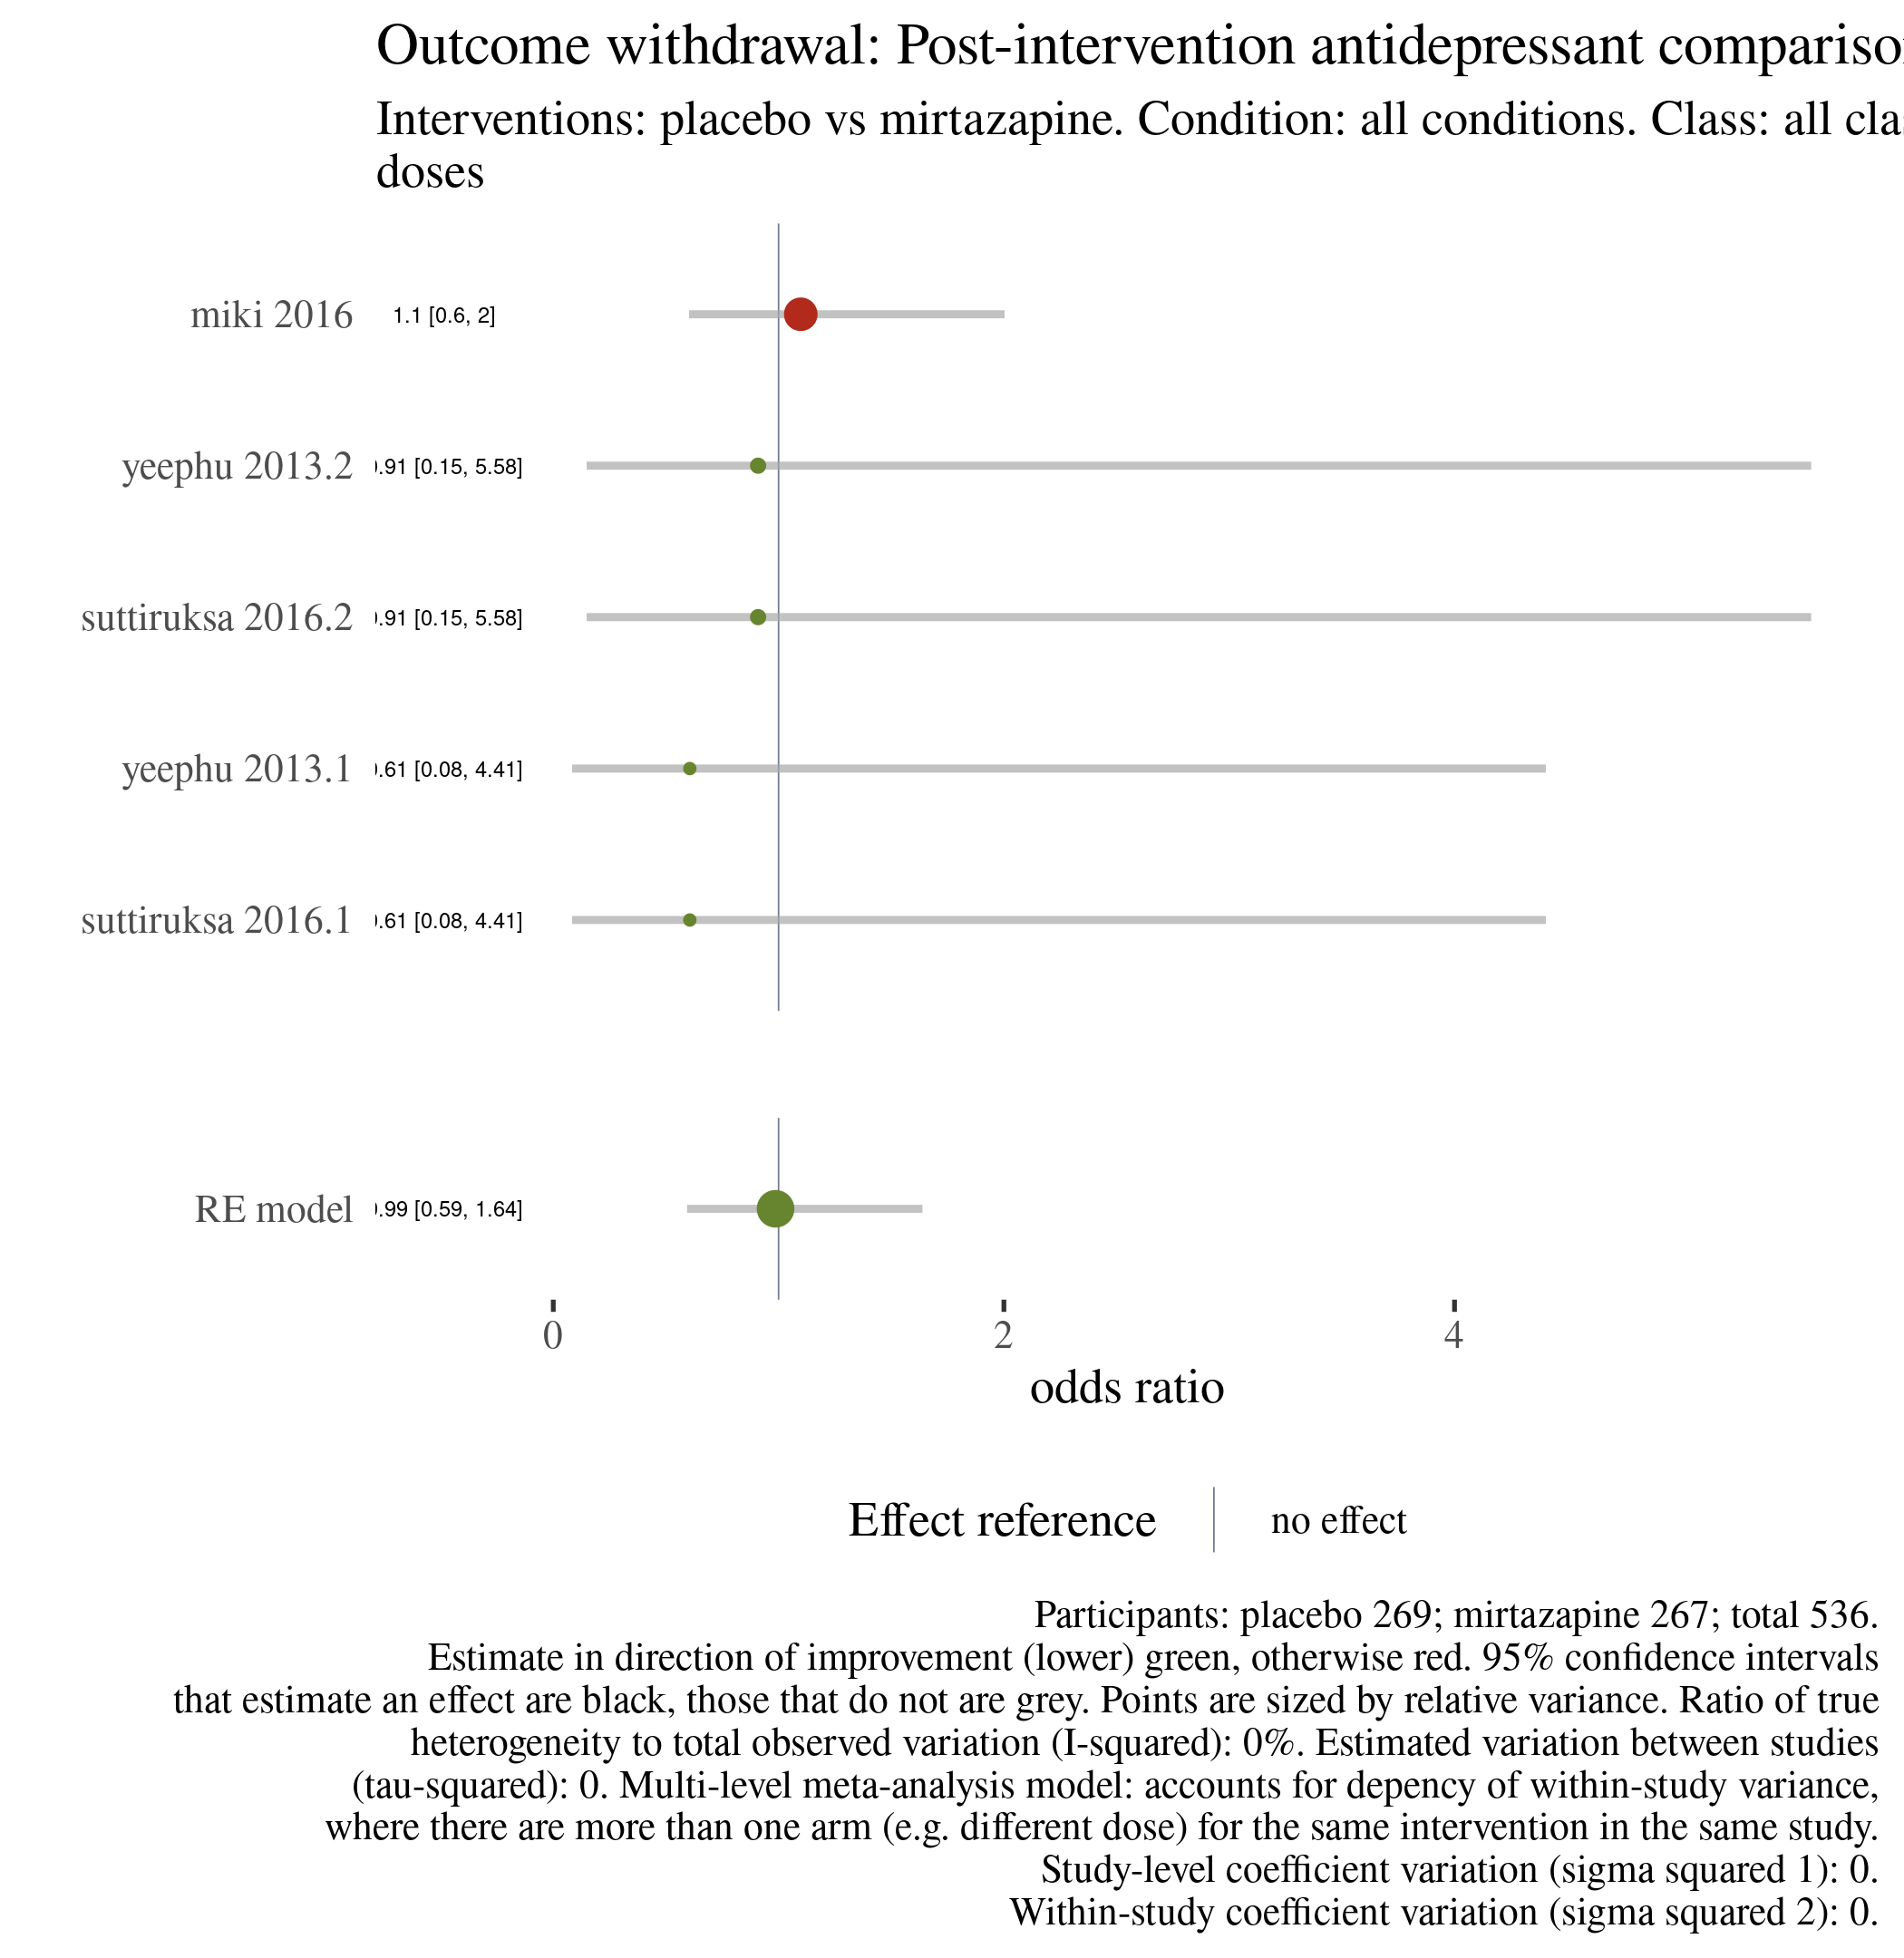 Outcome withdrawal: Post-intervention antidepressant
Interventions: placebo vs mirtazapine. Condition: all conditions. Class: all
doses
miki 2016 1.1 [0.6, 2]
yeephu 2013.2 .91 [0.15, 5.58]
suttiruksa 2016.2 .91 [0.15, 5.58]
yeephu 2013.1 .61 [0.08, 4.41]
suttiruksa 2016.1 .61 [0.08, 4.41]
RE model .99 [0.59, 1.64]
0 2 4
odds ratio
Effect reference no effect
Participants: placebo 269; mirtazapine 267; total 536.
Estimate in direction of improvement (lower) green, otherwise red. 95% confidence intervals
that estimate an effect are black, those that do not are grey. Points are sized by relative variance. Ratio of true
heterogeneity to total observed variation (I-squared): 0%. Estimated variation between studies
(tau-squared): 0. Multi-level meta-analysis model: accounts for depency of within-study variance,
where there are more than one arm (e.g. different dose) for the same intervention in the same study.
Study-level coefficient variation (sigma squared 1): 0.
Within-study coefficient variation (sigma squared 2): 0.